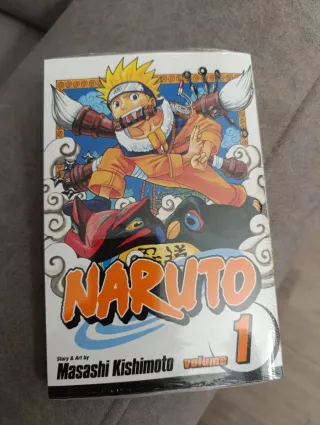 NARUTO
Story & Art by
Masashi Kishimoto
volume 1